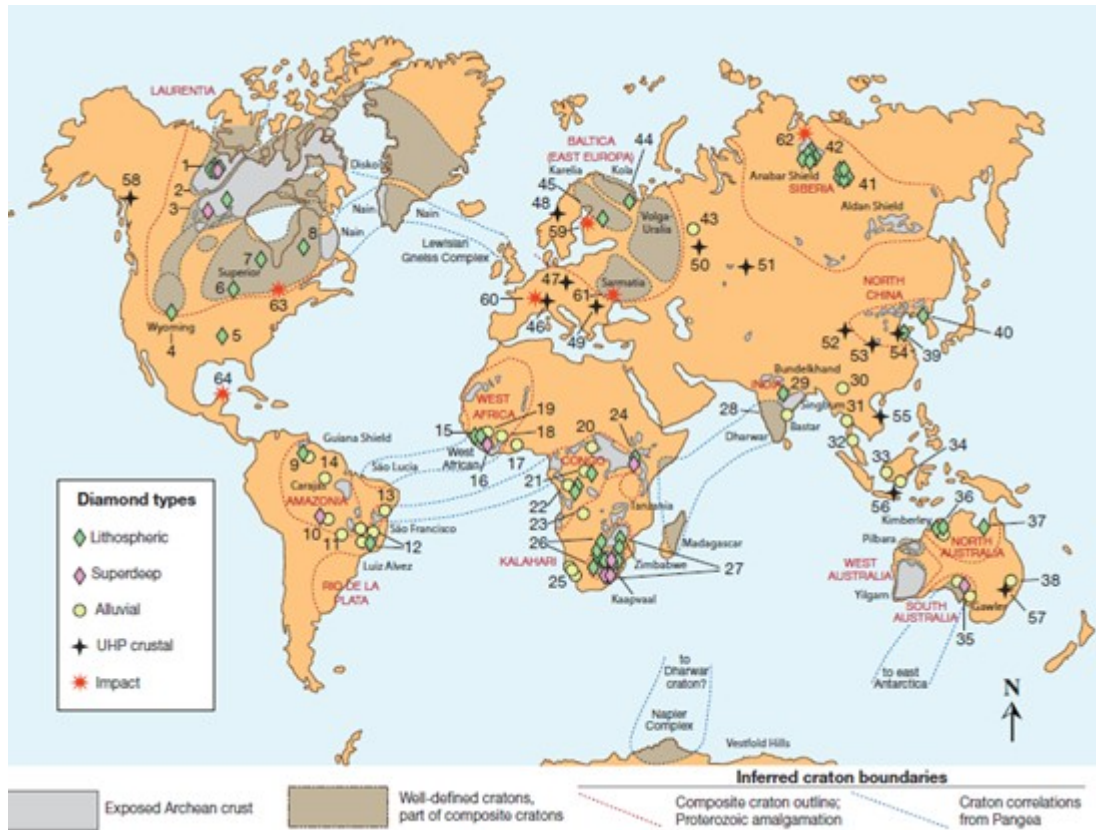 LAURENTIA
1
58
2
3
Disko
Nain
Nain
Nain
Lewisian
Gneiss Complex
8
7
Superior
6
63
Wyoming
4
5
64
BALTICA
(EAST EUROPA)
44
Karelia
Kola
45
48
59
Volga-
Uralia
43
50
51
47
60
61
Sarmatia
46
49
62
42
Anabar Shield
SIBERIA
41
Aldan Shield
NORTH
CHINA
40
52
53
54
39
Bundelkhand
INDIA
29
30
28
Singbhum
31
55
Dharwar
Bastar
32
34
33
56
WEST
AFRICA
19
20
24
15
18
West
African
17
16
CONGO
21
22
Tanzania
23
26
Madagascar
KALAHARI
Zimbabwe
27
25
Kaapvaal
Guiana Shield
9
14
São Lucia
Carajas
AMAZONIA
13
10
11
São Francisco
12
Luiz Alvez
RIO DE LA
PLATA
36
Kimberley
37
Pilbara
NORTH
AUSTRALIA
WEST
AUSTRALIA
38
Yilgarn
Gawler
SOUTH
AUSTRALIA
57
35
to east
Antarctica
to
Dharwar
craton?
Napier
Complex
Vestfold Hills
N
Diamond types
Lithospheric
Superdeep
Alluvial
UHP crustal
Impact
Inferred craton boundaries
Exposed Archean crust
Well-defined cratons,
part of composite cratons
Composite craton outline;
Proterozoic amalgamation
Craton correlations
from Pangea